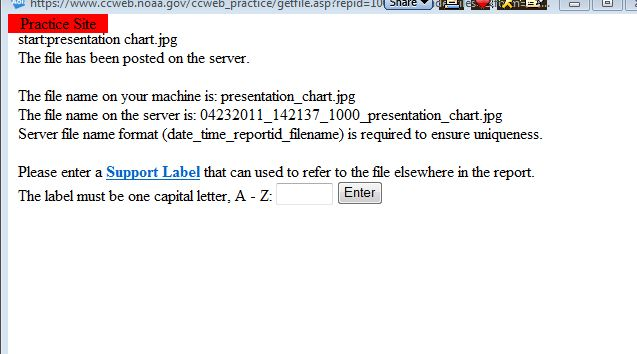 https://www.ccweb.noaa.gov/ccweb_practice/getfile.asp?repid=10
Share
Practice Site
start:presentation chart.jpg
The file has been posted on the server.
The file name on your machine is: presentation_chart.jpg
The file name on the server is: 04232011_142137_1000_presentation_chart.jpg
Server file name format (date_time_reportid_filename) is required to ensure uniqueness.
Please enter a Support Label that can used to refer to the file elsewhere in the report.
The label must be one capital letter, A - Z: Enter